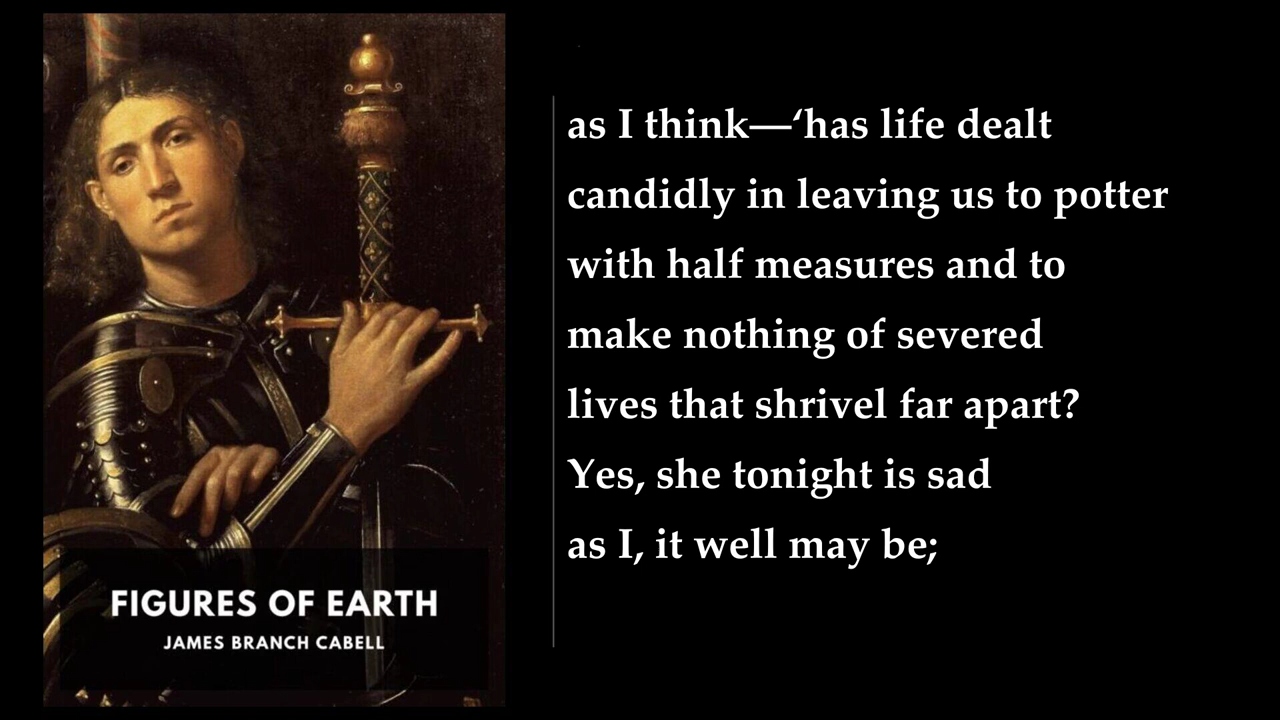 FIGURES OF EARTH
JAMES BRANCH CABELL
as I think—‘has life dealt
candidly in leaving us to potter
with half measures and to
make nothing of severed
lives that shrivel far apart?
Yes, she tonight is sad
as I, it well may be;